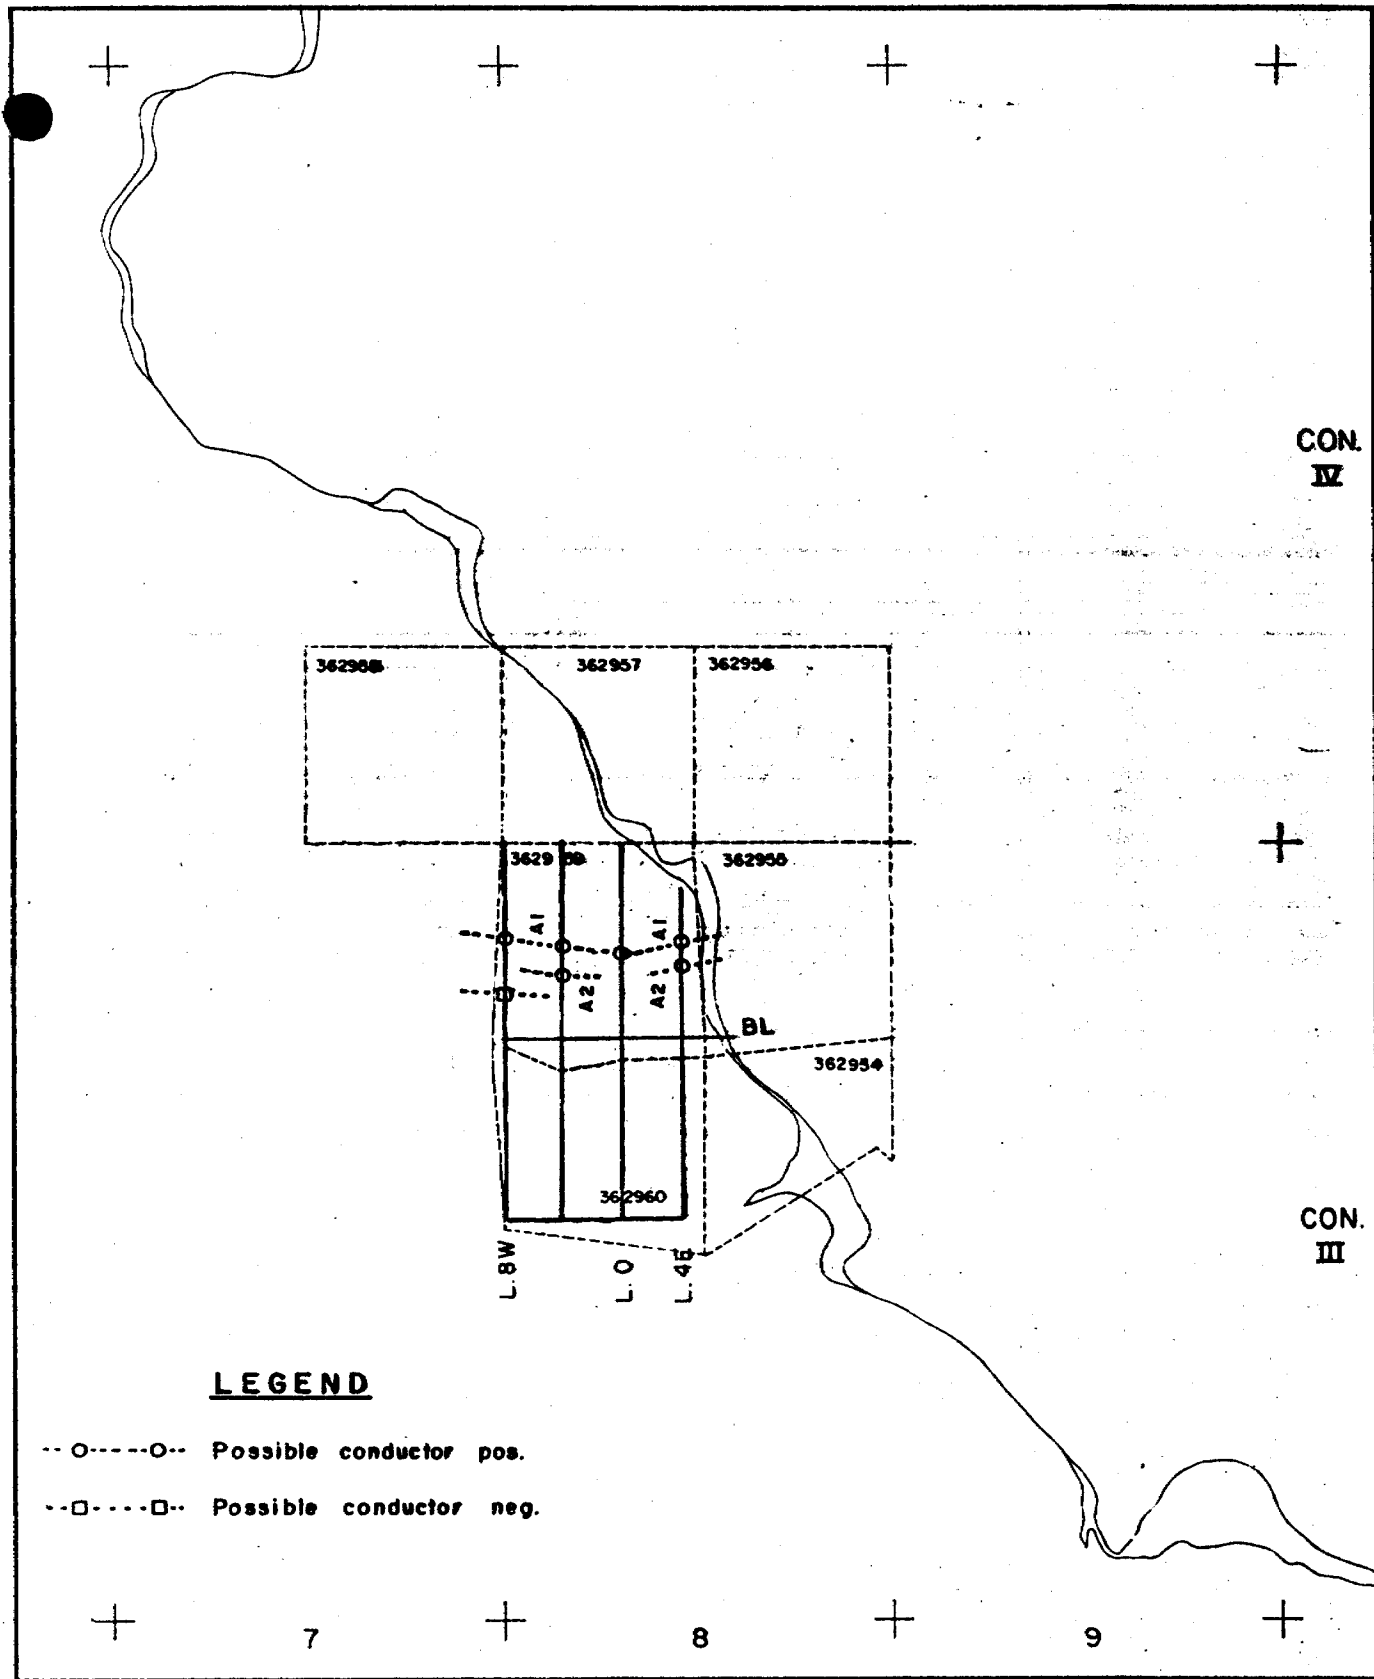 CON.
IV
362957
362956
362955
A1
A1
A2
A2
BL
362954
362960
L.8W
L.0
L.4E
CON.
III
LEGEND
Possible conductor pos.
Possible conductor neg.
7
8
9